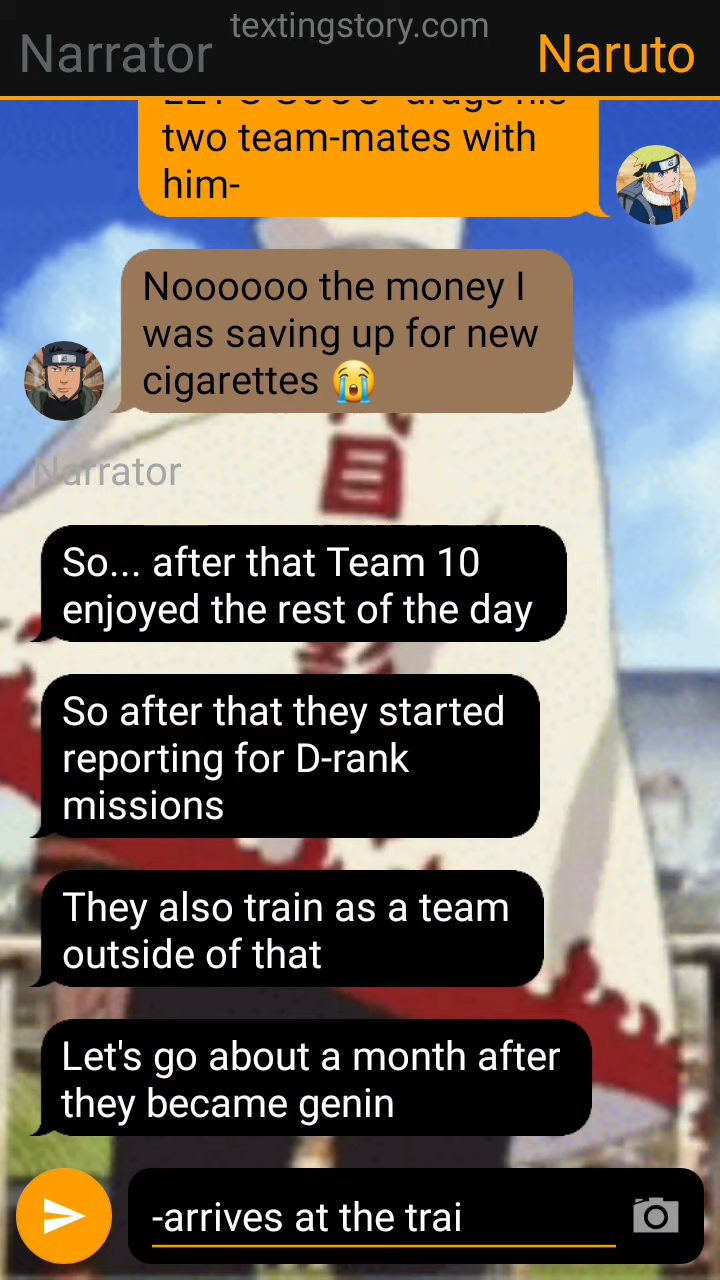 textingstory.com
Narrator
Naruto
two team-mates with
him-
Noooooo the money I
was saving up for new
cigarettes 😭
Narrator
So... after that Team 10
enjoyed the rest of the day
So after that they started
reporting for D-rank
missions
They also train as a team
outside of that
Let's go about a month after
they became genin
-arrives at the trai